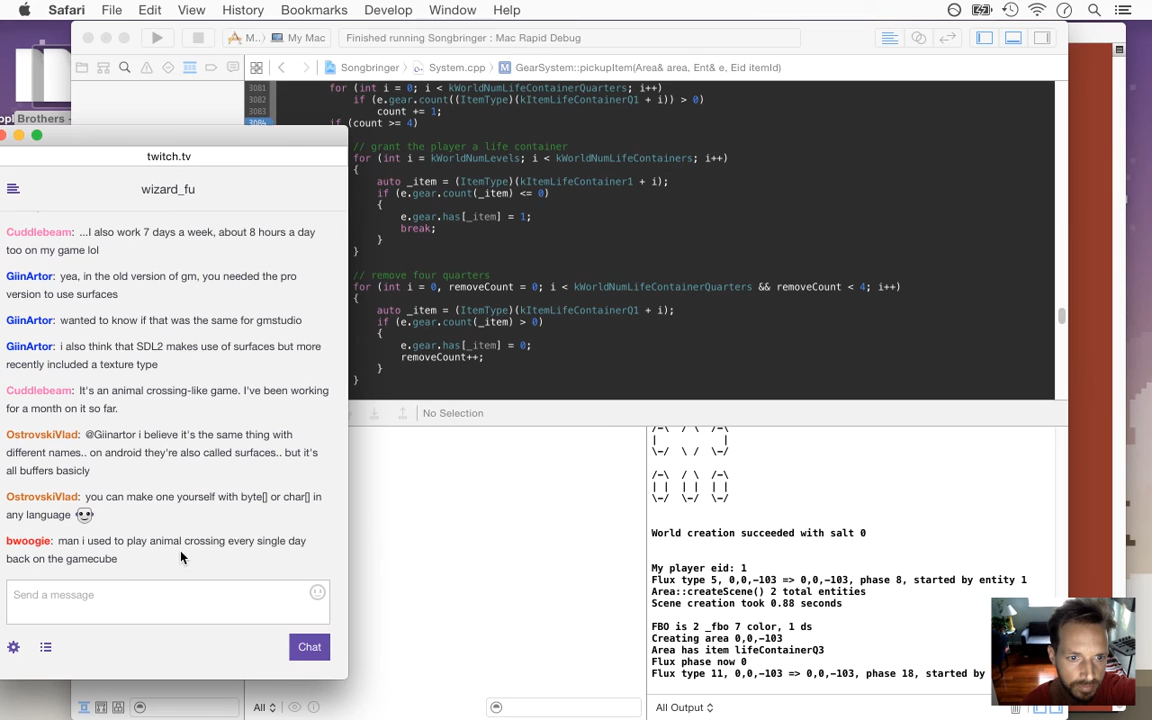 Safari File Edit View History Bookmarks Develop Window Help
M.. My Mac Finished running Songbringer : Mac Rapid Debug
Songbringer System.cpp M GearSystem::pickupItem(Area& area, Ent& e, Eid itemId)
Brothers
3081 for (int i = 0; i < kWorldNumLifeContainerQuarters; i++)
3082 if (e.gear.count((ItemType)(kItemLifeContainerQ1 + i)) > 0)
3083 count += 1;
3084 if (count >= 4)
// grant the player a life container
for (int i = kWorldNumLevels; i < kWorldNumLifeContainers; i++)
{
auto _item = (ItemType)(kItemLifeContainer1 + i);
if (e.gear.count(_item) <= 0)
{
e.gear.has[_item] = 1;
break;
}
}
// remove four quarters
for (int i = 0, removeCount = 0; i < kWorldNumLifeContainerQuarters && removeCount < 4; i++)
{
auto _item = (ItemType)(kItemLifeContainerQ1 + i);
if (e.gear.count(_item) > 0)
{
e.gear.has[_item] = 0;
removeCount++;
}
}
No Selection
twitch.tv
wizard_fu
Cuddlebeam: ...I also work 7 days a week, about 8 hours a day
too on my game lol
GiinArtor: yea, in the old version of gm, you needed the pro
version to use surfaces
GiinArtor: wanted to know if that was the same for gmstudio
GiinArtor: i also think that SDL2 makes use of surfaces but more
recently included a texture type
Cuddlebeam: It's an animal crossing-like game. I've been working
for a month on it so far.
OstrovskiVlad: @Giinartor i believe it's the same thing with
different names.. on android they're also called surfaces.. but it's
all buffers basicly
OstrovskiVlad: you can make one yourself with byte[] or char[] in
any language
bwoogie: man i used to play animal crossing every single day
back on the gamecube
Send a message
Chat
/—\ / \ /—\
| |
\—/ \ / \—/
/—\ / \ /—\
| | | | | |
\—/ \—/ \—/
World creation succeeded with salt 0
My player eid: 1
Flux type 5, 0,0,-103 => 0,0,-103, phase 8, started by entity 1
Area::createScene() 2 total entities
Scene creation took 0.88 seconds
FBO is 2 _fbo 7 color, 1 ds
Creating area 0,0,-103
Area has item lifeContainerQ3
Flux phase now 0
Flux type 11, 0,0,-103 => 0,0,-103, phase 18, started by
All
All Output